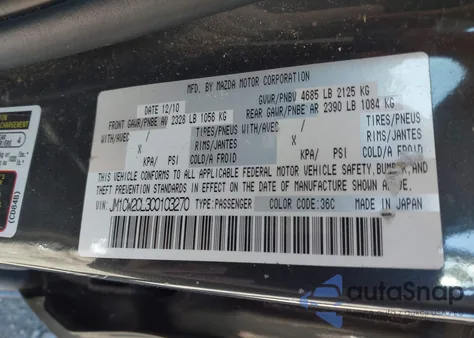 MFD. BY MAZDA MOTOR CORPORATION
DATE 12/10
GVWR/PNBV 4685 LB 2125 KG
FRONT GAWR/PNBE AV 2328 LB 1056 KG
REAR GAWR/PNBE AR 2390 LB 1084 KG
WITH/AVEC / TIRES/PNEUS WITH/AVEC / TIRES/PNEUS
X RIMS/JANTES X RIMS/JANTES
KPA/ PSI COLD/A FROID KPA/ PSI COLD/A FROID
THIS VEHICLE CONFORMS TO ALL APPLICABLE FEDERAL MOTOR VEHICLE SAFETY, AND
THEFT PREVENTION STANDARDS IN EFFECT ON THE DATE OF MANUFACTURE SHOWN ABOVE.
VIN: JM1CW2CL3C0103270 TYPE:PASSENGER COLOR CODE:36C MADE IN JAPAN
(CD84B)
4
autoSnap